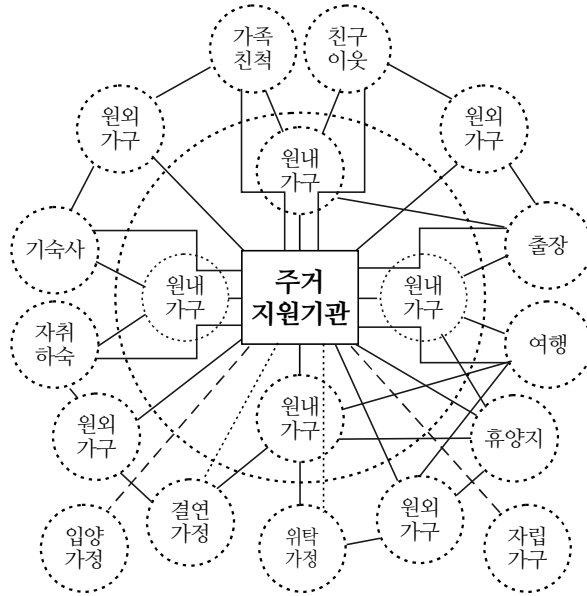 가족
친척
친구
이웃
원외
가구
원외
가구
원내
가구
기숙사
출장
원내
가구
주거
지원기관
원내
가구
자취
하숙
여행
원외
가구
원내
가구
휴양지
결연
가정
원외
가구
입양
가정
위탁
가정
자립
가구